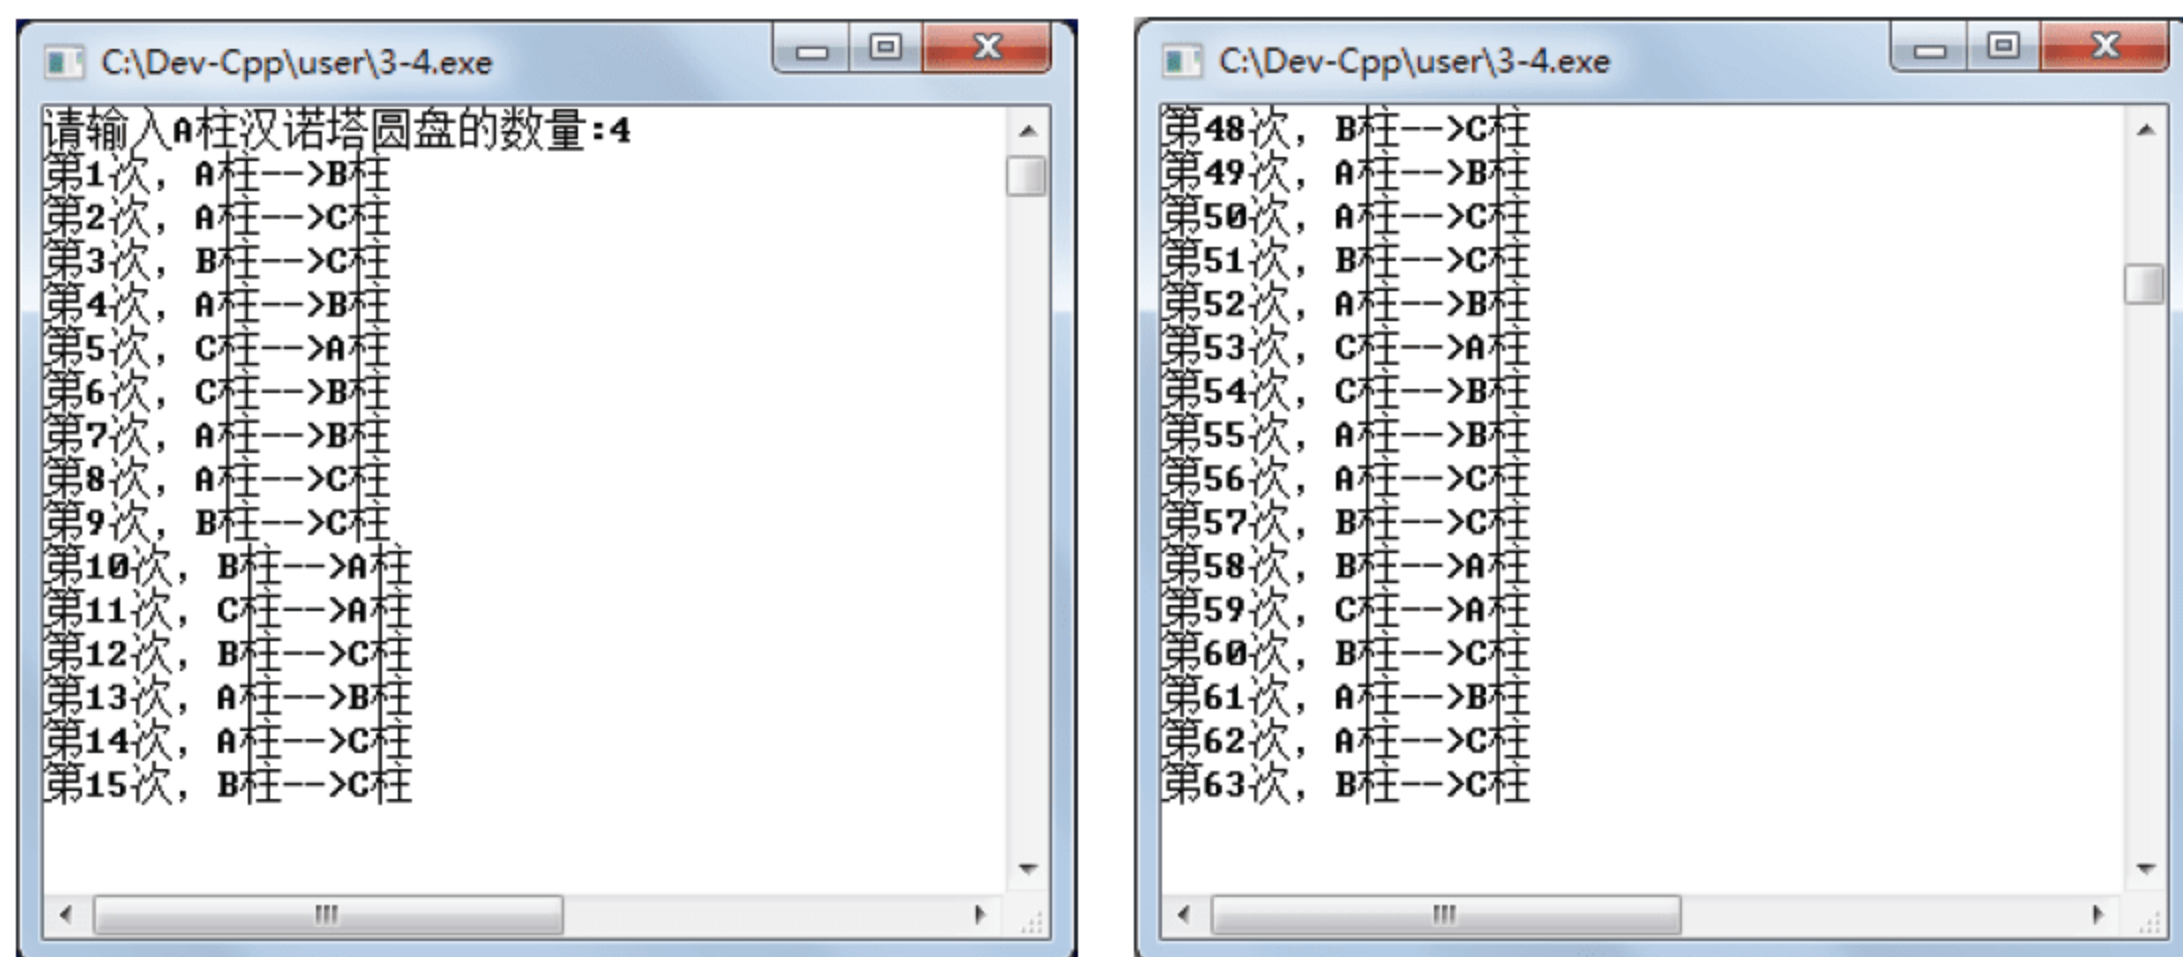 C:\Dev-Cpp\user\3-4.exe
请输入A柱汉诺塔圆盘的数量:4
第1次, A柱-->B柱
第2次, A柱-->C柱
第3次, B柱-->C柱
第4次, A柱-->B柱
第5次, C柱-->A柱
第6次, C柱-->B柱
第7次, A柱-->B柱
第8次, A柱-->C柱
第9次, B柱-->C柱
第10次, B柱-->A柱
第11次, C柱-->A柱
第12次, B柱-->C柱
第13次, A柱-->B柱
第14次, A柱-->C柱
第15次, B柱-->C柱
C:\Dev-Cpp\user\3-4.exe
第48次, B柱-->C柱
第49次, A柱-->B柱
第50次, A柱-->C柱
第51次, B柱-->C柱
第52次, A柱-->B柱
第53次, C柱-->A柱
第54次, C柱-->B柱
第55次, A柱-->B柱
第56次, A柱-->C柱
第57次, B柱-->C柱
第58次, B柱-->A柱
第59次, C柱-->A柱
第60次, B柱-->C柱
第61次, A柱-->B柱
第62次, A柱-->C柱
第63次, B柱-->C柱